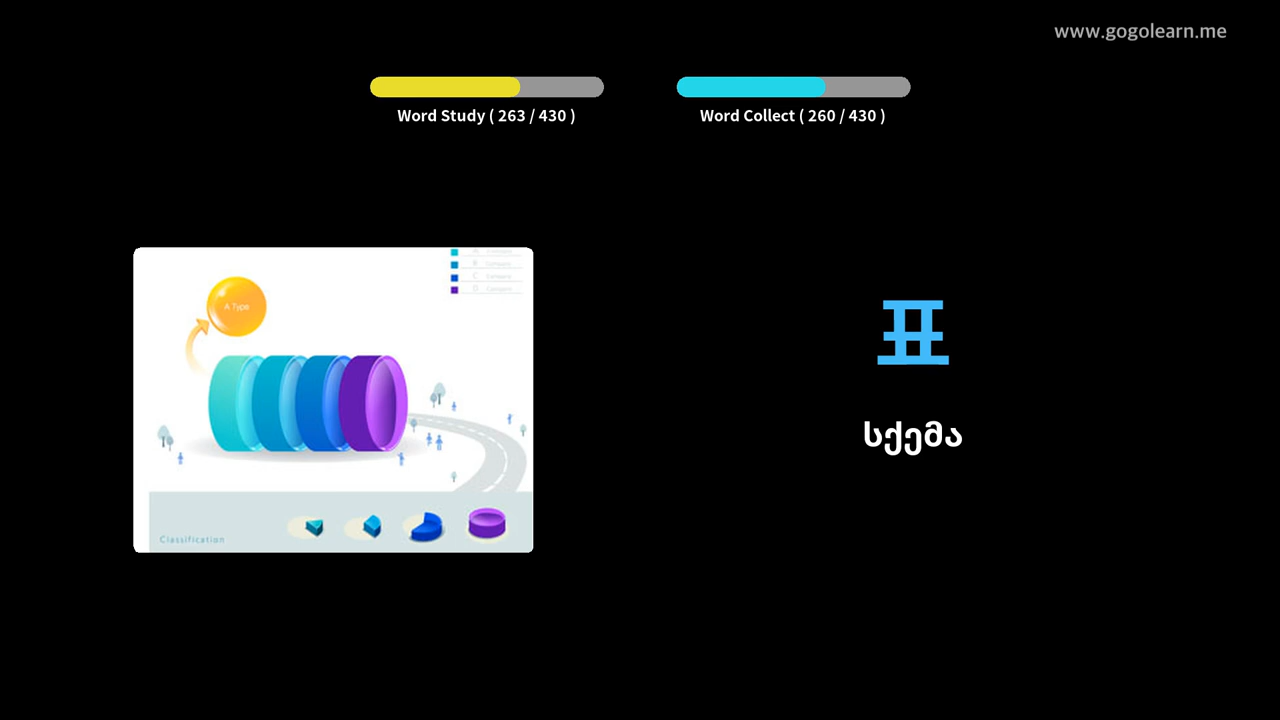 www.gogolearn.me
Word Study ( 263 / 430 )
Word Collect ( 260 / 430 )
A Type
A
B
C
D
표
სქემა
Classification